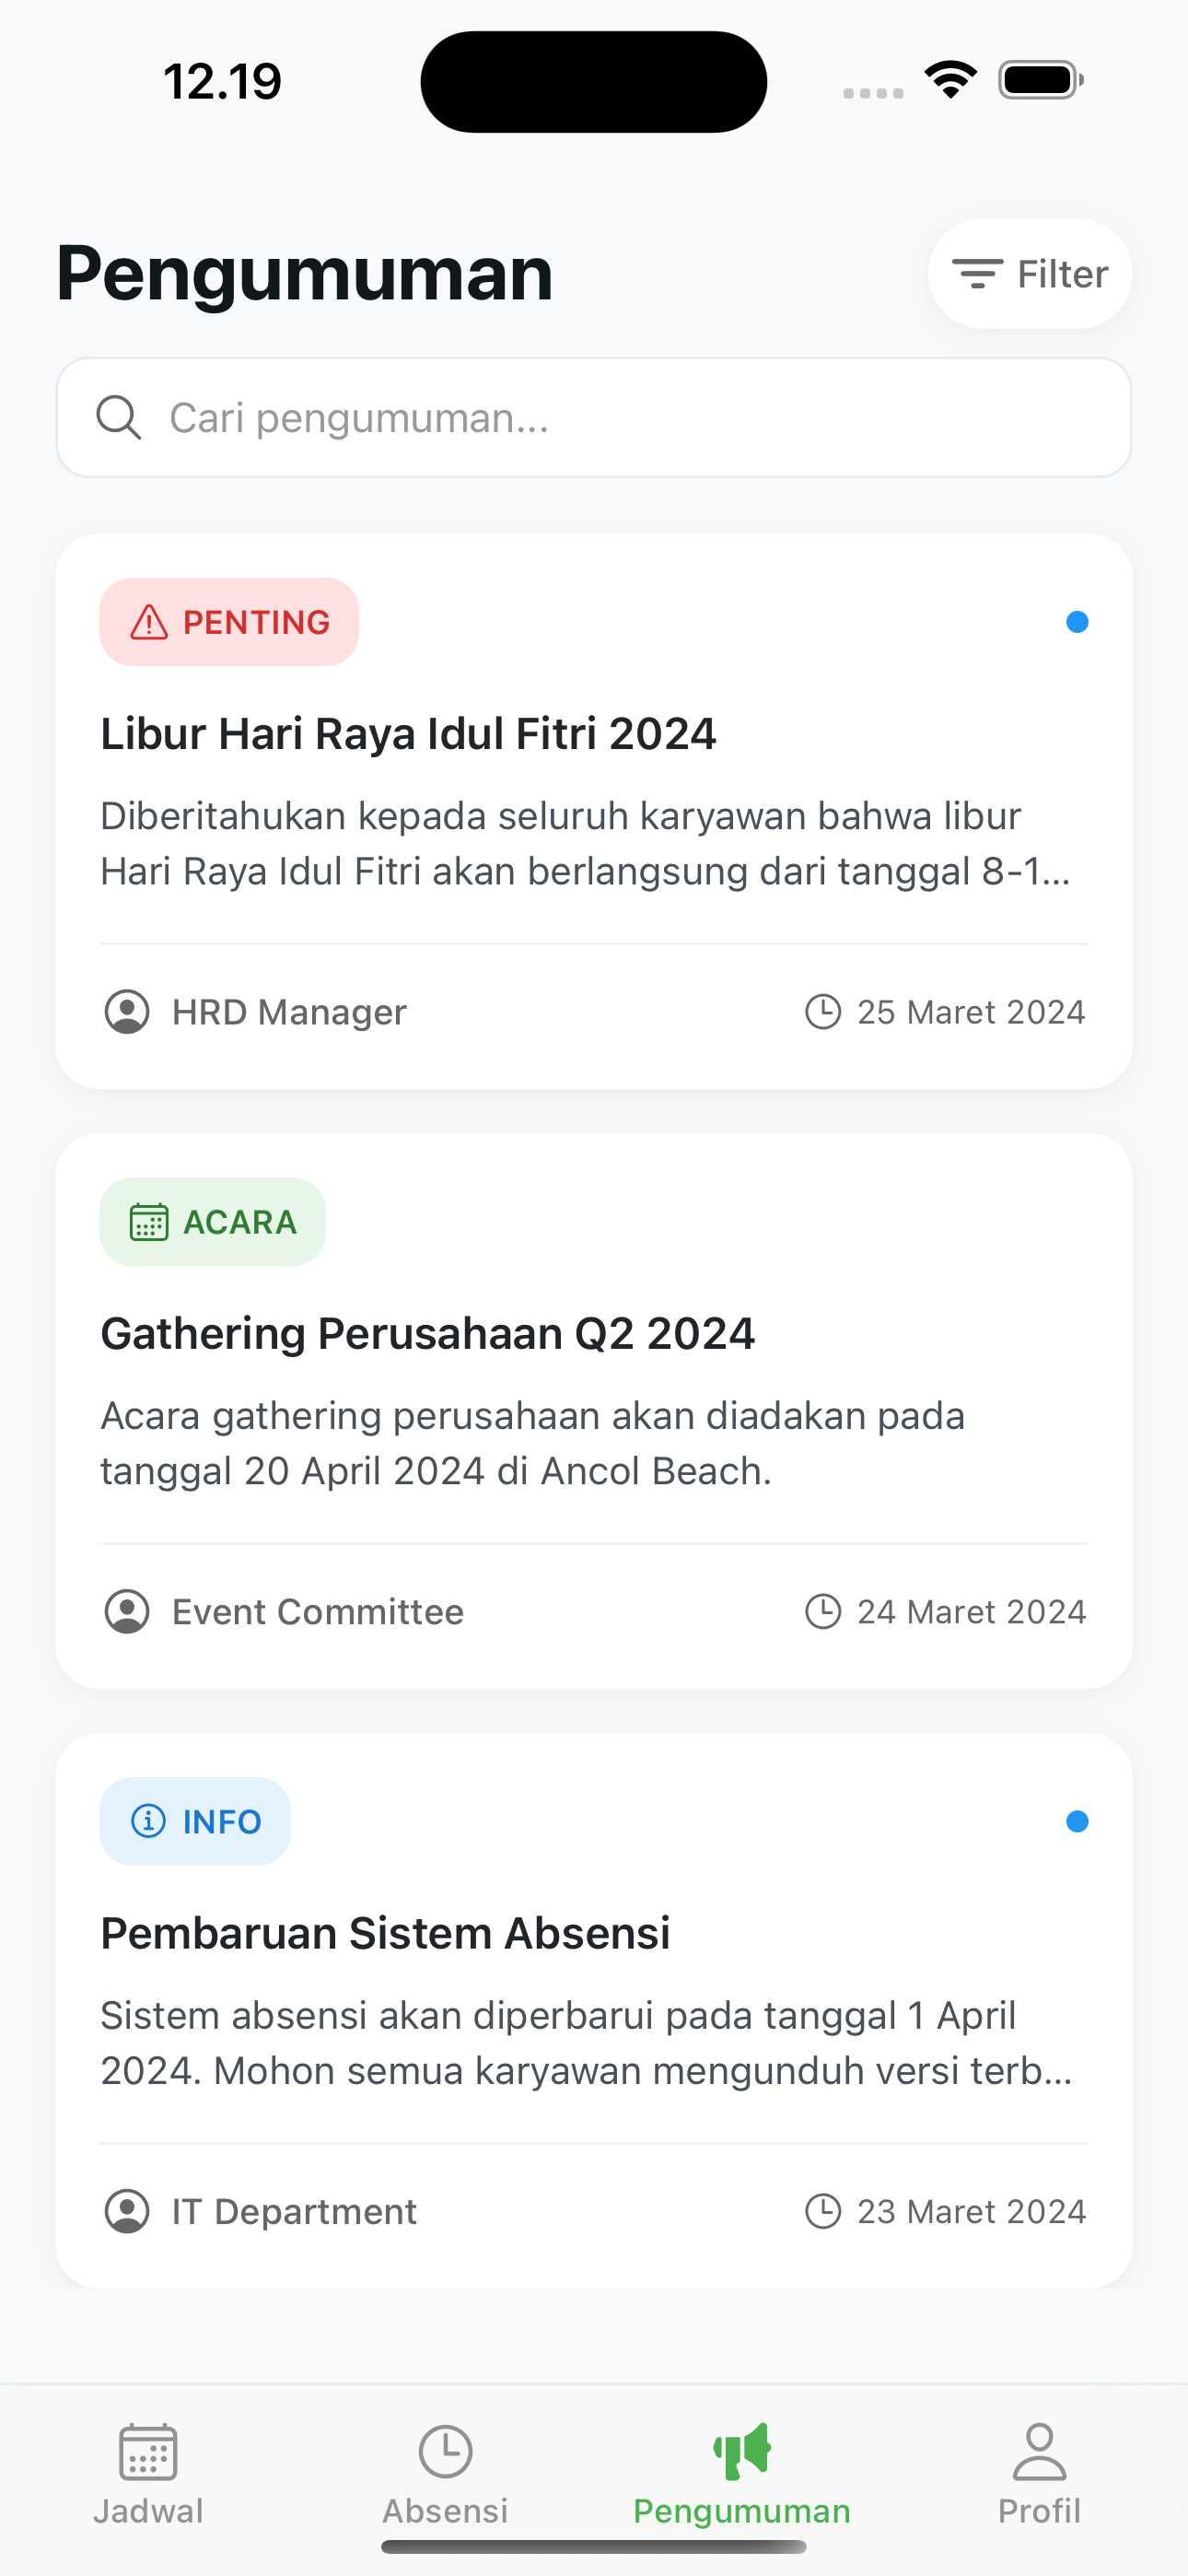 12.19
Pengumuman
Filter
Cari pengumuman...
PENTING
Libur Hari Raya Idul Fitri 2024
Diberitahukan kepada seluruh karyawan bahwa libur
Hari Raya Idul Fitri akan berlangsung dari tanggal 8-1...
HRD Manager
25 Maret 2024
ACARA
Gathering Perusahaan Q2 2024
Acara gathering perusahaan akan diadakan pada
tanggal 20 April 2024 di Ancol Beach.
Event Committee
24 Maret 2024
INFO
Pembaruan Sistem Absensi
Sistem absensi akan diperbarui pada tanggal 1 April
2024. Mohon semua karyawan mengunduh versi terb...
IT Department
23 Maret 2024
Jadwal
Absensi
Pengumuman
Profil